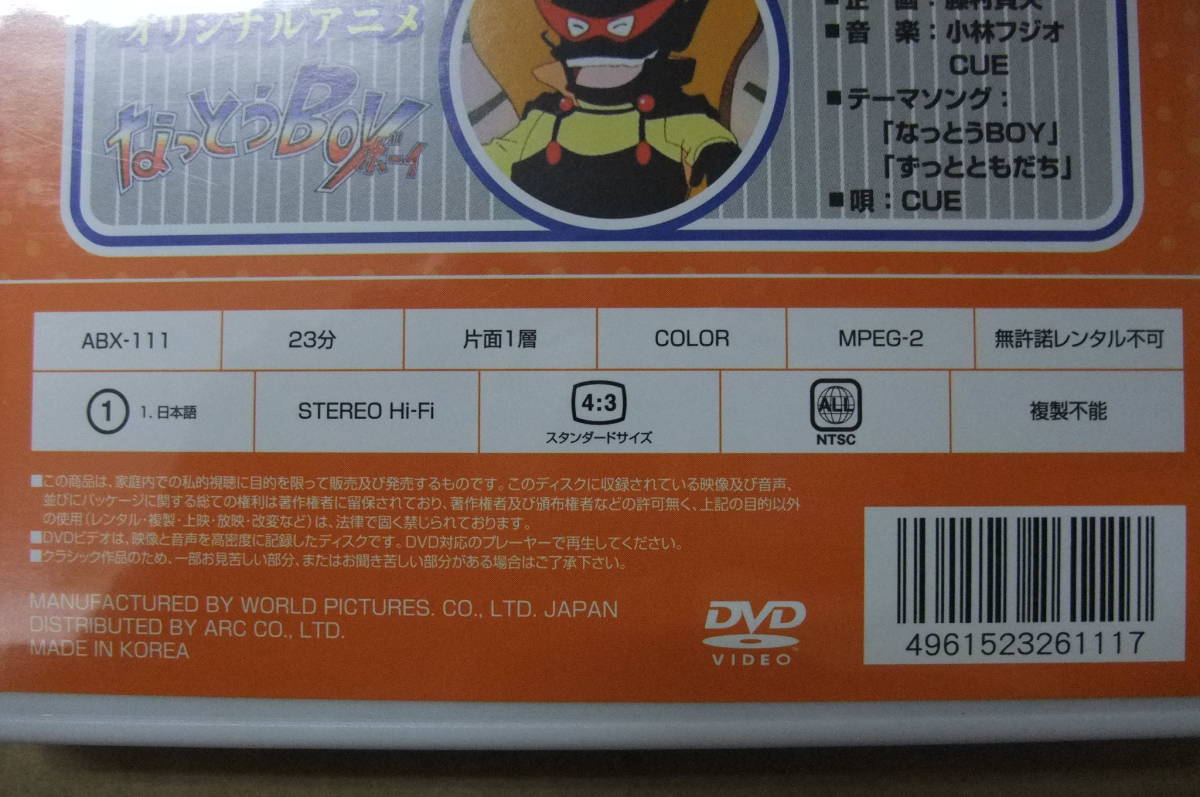 オリジナルアニメ
なっとうBOY
ボーイ
■音 楽：小林フジオ
CUE
■テーマソング：
「なっとうBOY」
「ずっとともだち」
■唄：CUE
ABX-111
23分
片面1層
COLOR
MPEG-2
無許諾レンタル不可
1
1. 日本語
STEREO Hi-Fi
4:3
スタンダードサイズ
ALL
NTSC
複製不能
■この商品は、家庭内での私的視聴に目的を限って販売及び発売するものです。このディスクに収録されている映像及び音声、
並びにパッケージに関する総ての権利は著作権者に留保されており、著作権者及び頒布権者などの許可無く、上記の目的以外
の使用（レンタル・複製・上映・放映・改変など）は、法律で固く禁じられております。
■DVDビデオは、映像と音声を高密度に記録したディスクです。DVD対応のプレーヤーで再生してください。
■クラシック作品のため、一部お見苦しい部分、またはお聞き苦しい部分がある場合はご了承下さい。
MANUFACTURED BY WORLD PICTURES. CO., LTD. JAPAN
DISTRIBUTED BY ARC CO., LTD.
MADE IN KOREA
DVD
VIDEO
4961523261117